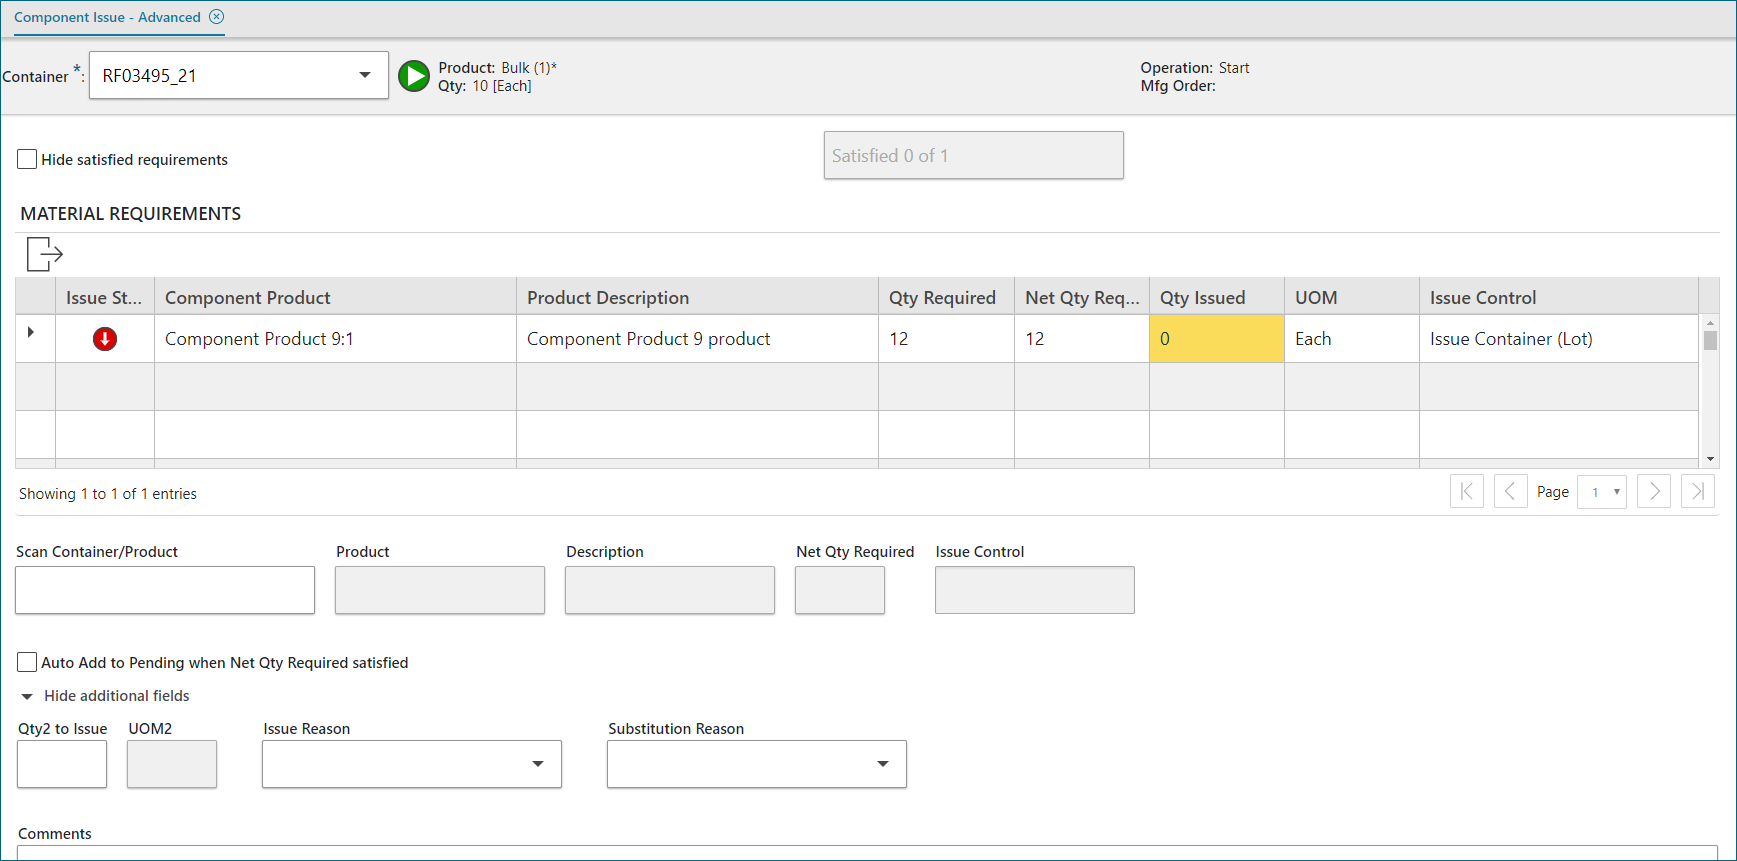 Component Issue - Advanced
Container *: RF03495_21
Product: Bulk (1)*
Qty: 10 [Each]
Operation: Start
Mfg Order:
Hide satisfied requirements
Satisfied 0 of 1
MATERIAL REQUIREMENTS
Issue St... Component Product Product Description Qty Required Net Qty Req... Qty Issued UOM Issue Control
Component Product 9:1 Component Product 9 product 12 12 0 Each Issue Container (Lot)
Showing 1 to 1 of 1 entries
Page 1
Scan Container/Product Product Description Net Qty Required Issue Control
Auto Add to Pending when Net Qty Required satisfied
Hide additional fields
Qty2 to Issue UOM2 Issue Reason Substitution Reason
Comments